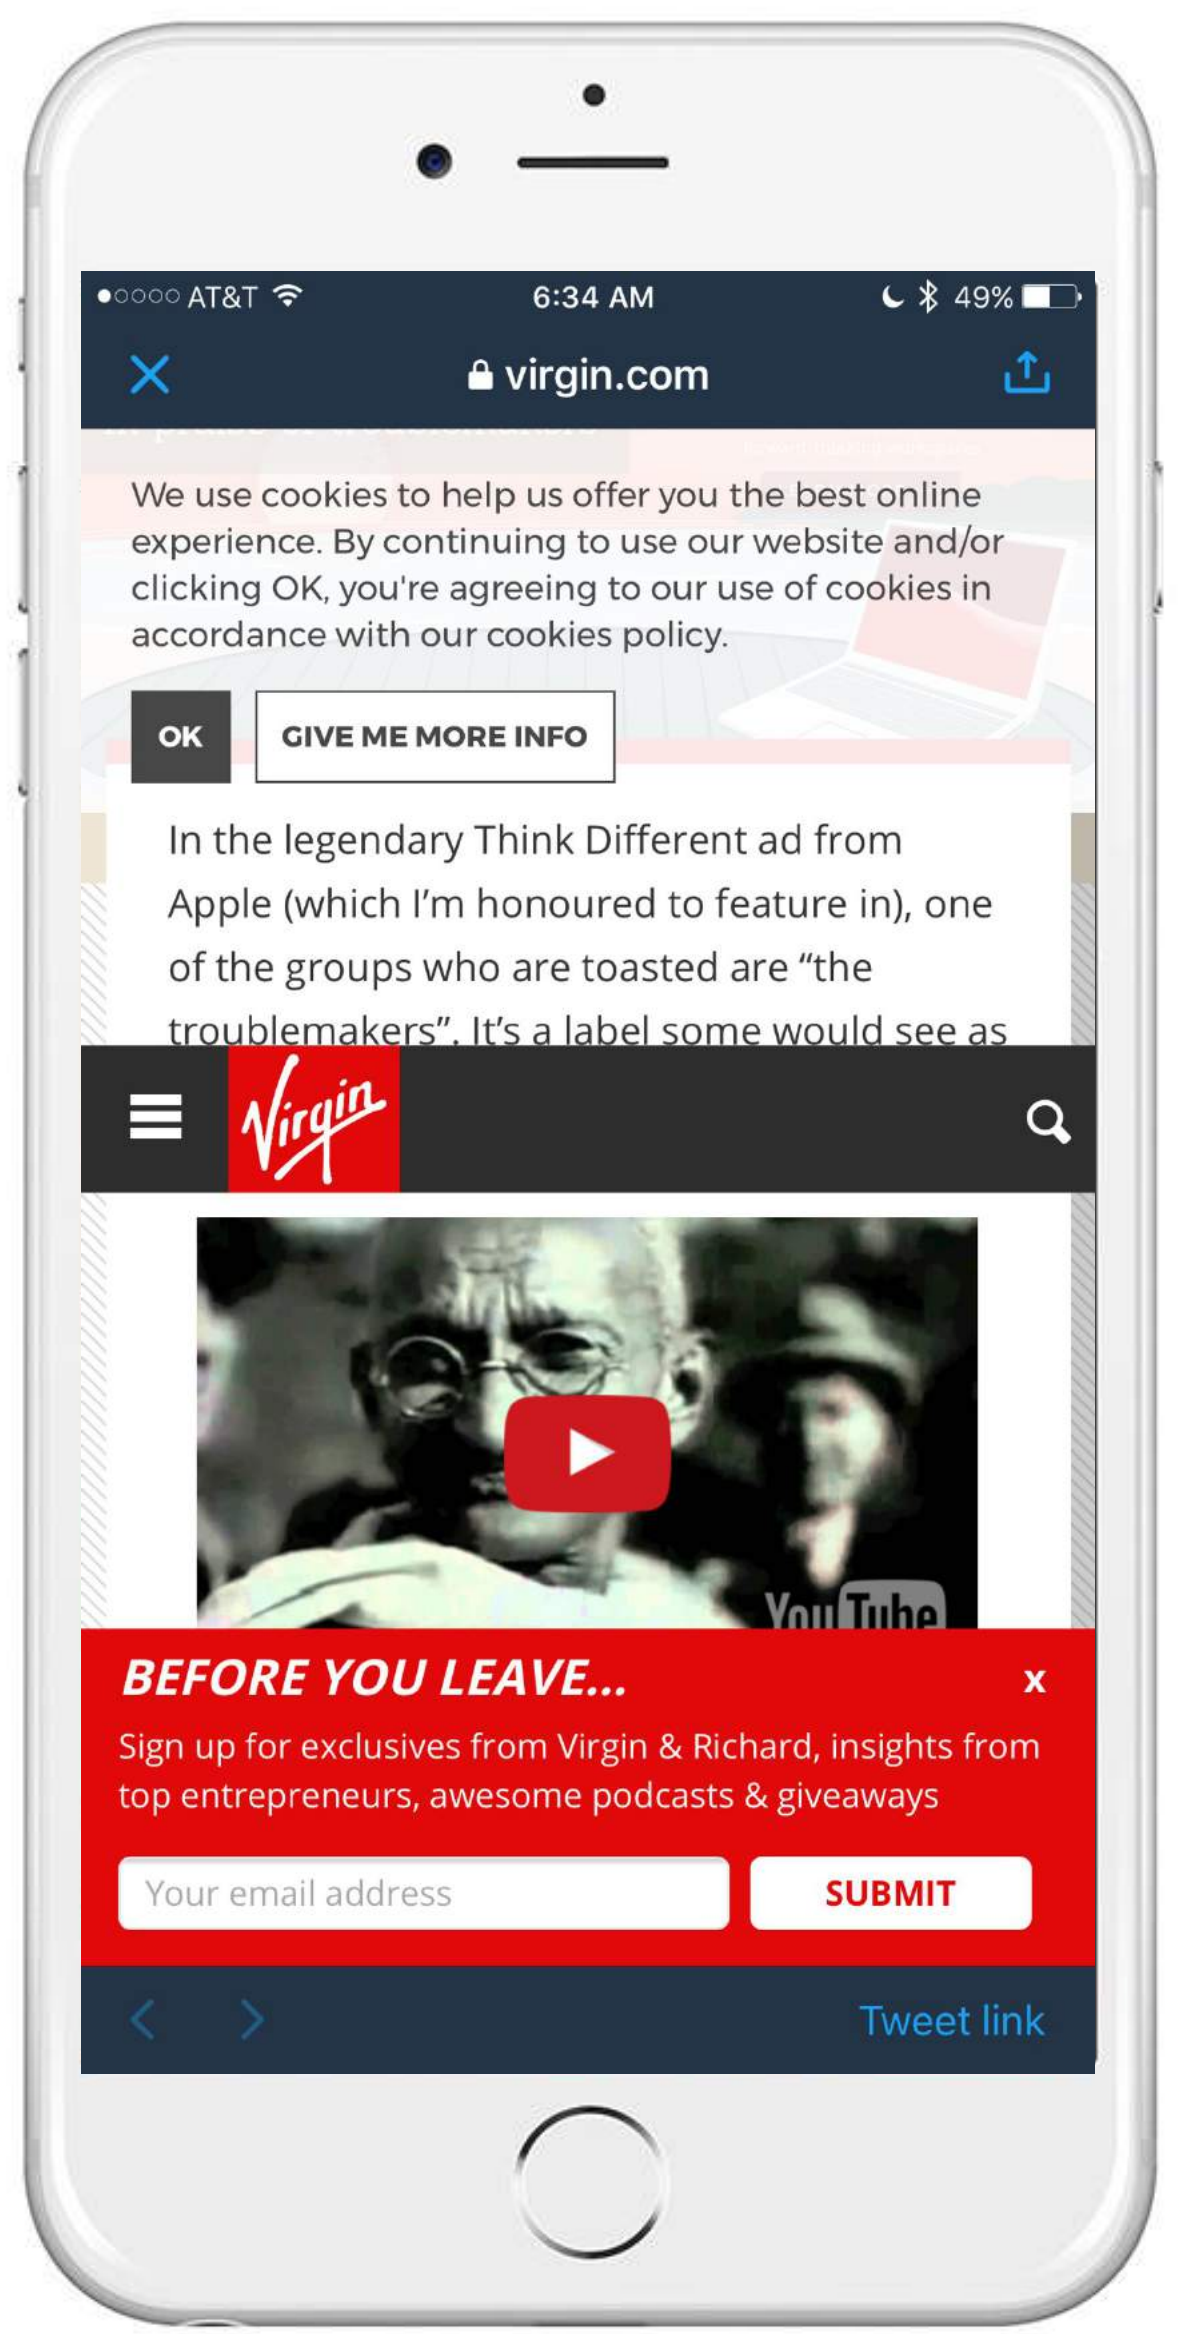 AT&T 6:34 AM 49%
virgin.com
We use cookies to help us offer you the best online
experience. By continuing to use our website and/or
clicking OK, you're agreeing to our use of cookies in
accordance with our cookies policy.
OK GIVE ME MORE INFO
In the legendary Think Different ad from
Apple (which I'm honoured to feature in), one
of the groups who are toasted are “the
troublemakers”. It's a label some would see as
Virgin
YouTube
BEFORE YOU LEAVE... x
Sign up for exclusives from Virgin & Richard, insights from
top entrepreneurs, awesome podcasts & giveaways
Your email address SUBMIT
Tweet link